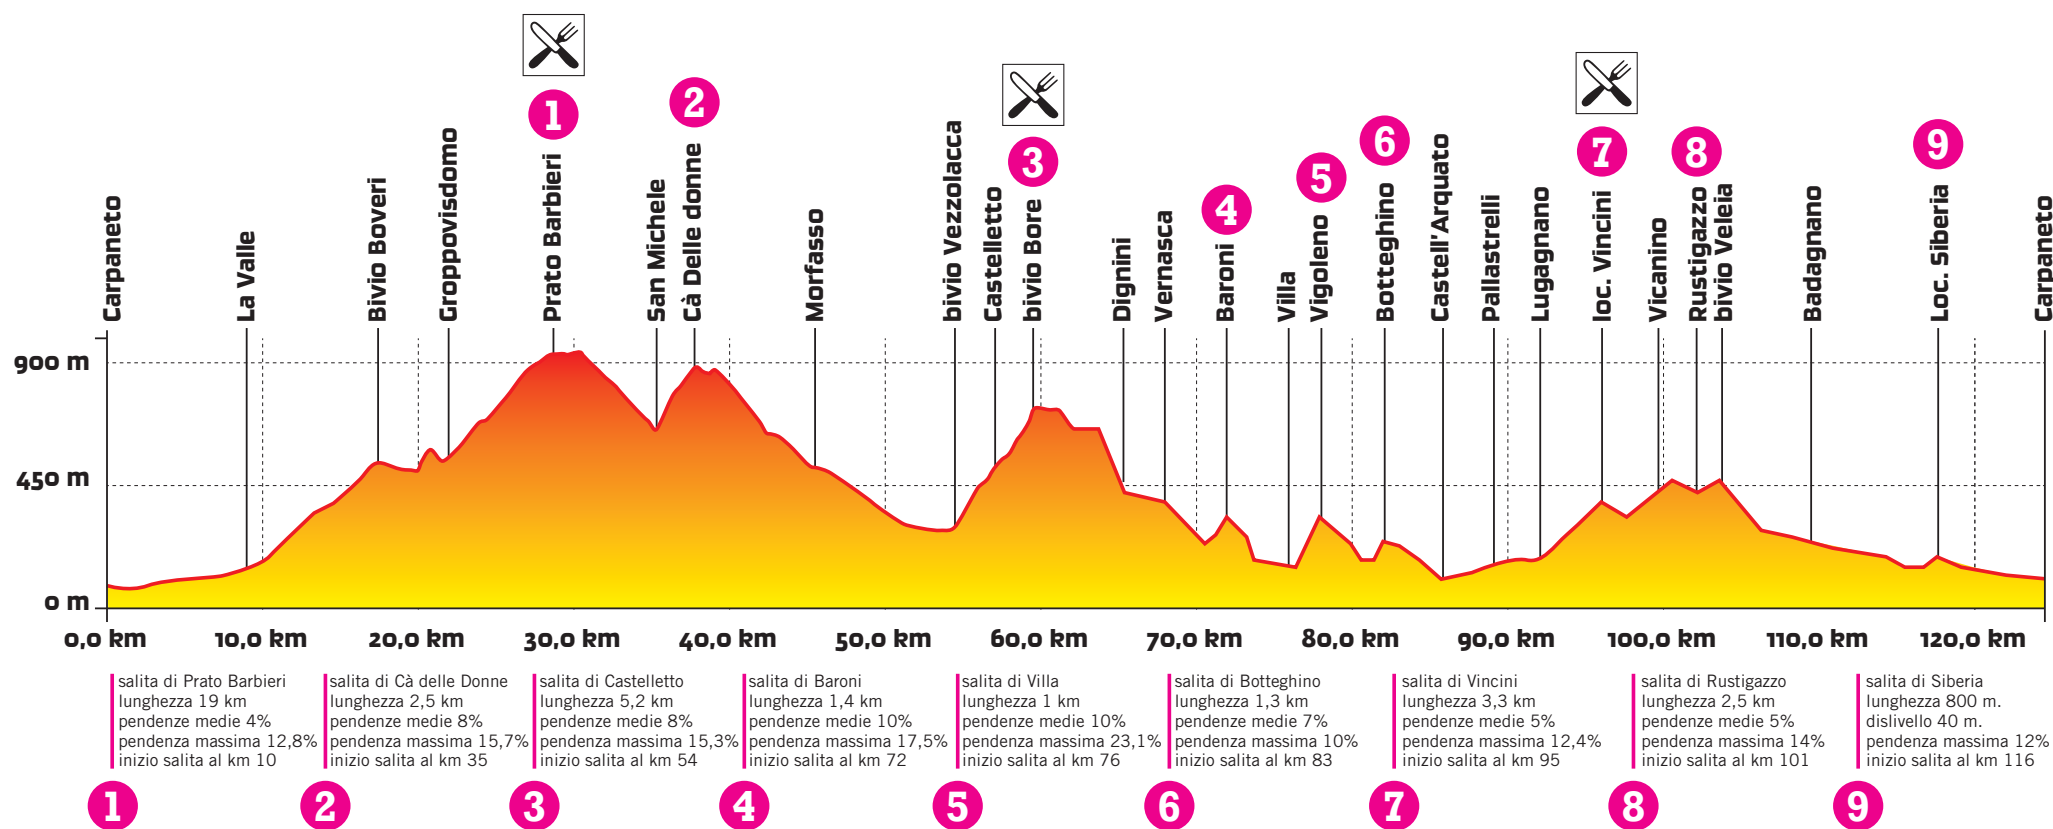 1
2
3
4
5
6
7
8
9
Carpaneto
La Valle
Bivio Boveri
Groppovisdomo
Prato Barbieri
San Michele
Cà Delle donne
Morfasso
bivio Vezzolacca
Castelletto
bivio Bore
Dignini
Vernasca
Baroni
Villa
Vigoleno
Botteghino
Castell'Arquato
Pallastrelli
Lugagnano
loc. Vincini
Vicanino
Rustigazzo
bivio Veleia
Badagnano
Loc. Siberia
Carpaneto
900 m
450 m
0 m
0,0 km
10,0 km
20,0 km
30,0 km
40,0 km
50,0 km
60,0 km
70,0 km
80,0 km
90,0 km
100,0 km
110,0 km
120,0 km
salita di Prato Barbieri
lunghezza 19 km
pendenze medie 4%
pendenza massima 12,8%
inizio salita al km 10
1
salita di Cà delle Donne
lunghezza 2,5 km
pendenze medie 8%
pendenza massima 15,7%
inizio salita al km 35
2
salita di Castelletto
lunghezza 5,2 km
pendenze medie 8%
pendenza massima 15,3%
inizio salita al km 54
3
salita di Baroni
lunghezza 1,4 km
pendenze medie 10%
pendenza massima 17,5%
inizio salita al km 72
4
salita di Villa
lunghezza 1 km
pendenze medie 10%
pendenza massima 23,1%
inizio salita al km 76
5
salita di Botteghino
lunghezza 1,3 km
pendenze medie 7%
pendenza massima 10%
inizio salita al km 83
6
salita di Vincini
lunghezza 3,3 km
pendenze medie 5%
pendenza massima 12,4%
inizio salita al km 95
7
salita di Rustigazzo
lunghezza 2,5 km
pendenze medie 5%
pendenza massima 14%
inizio salita al km 101
8
salita di Siberia
lunghezza 800 m.
dislivello 40 m.
pendenza massima 12%
inizio salita al km 116
9